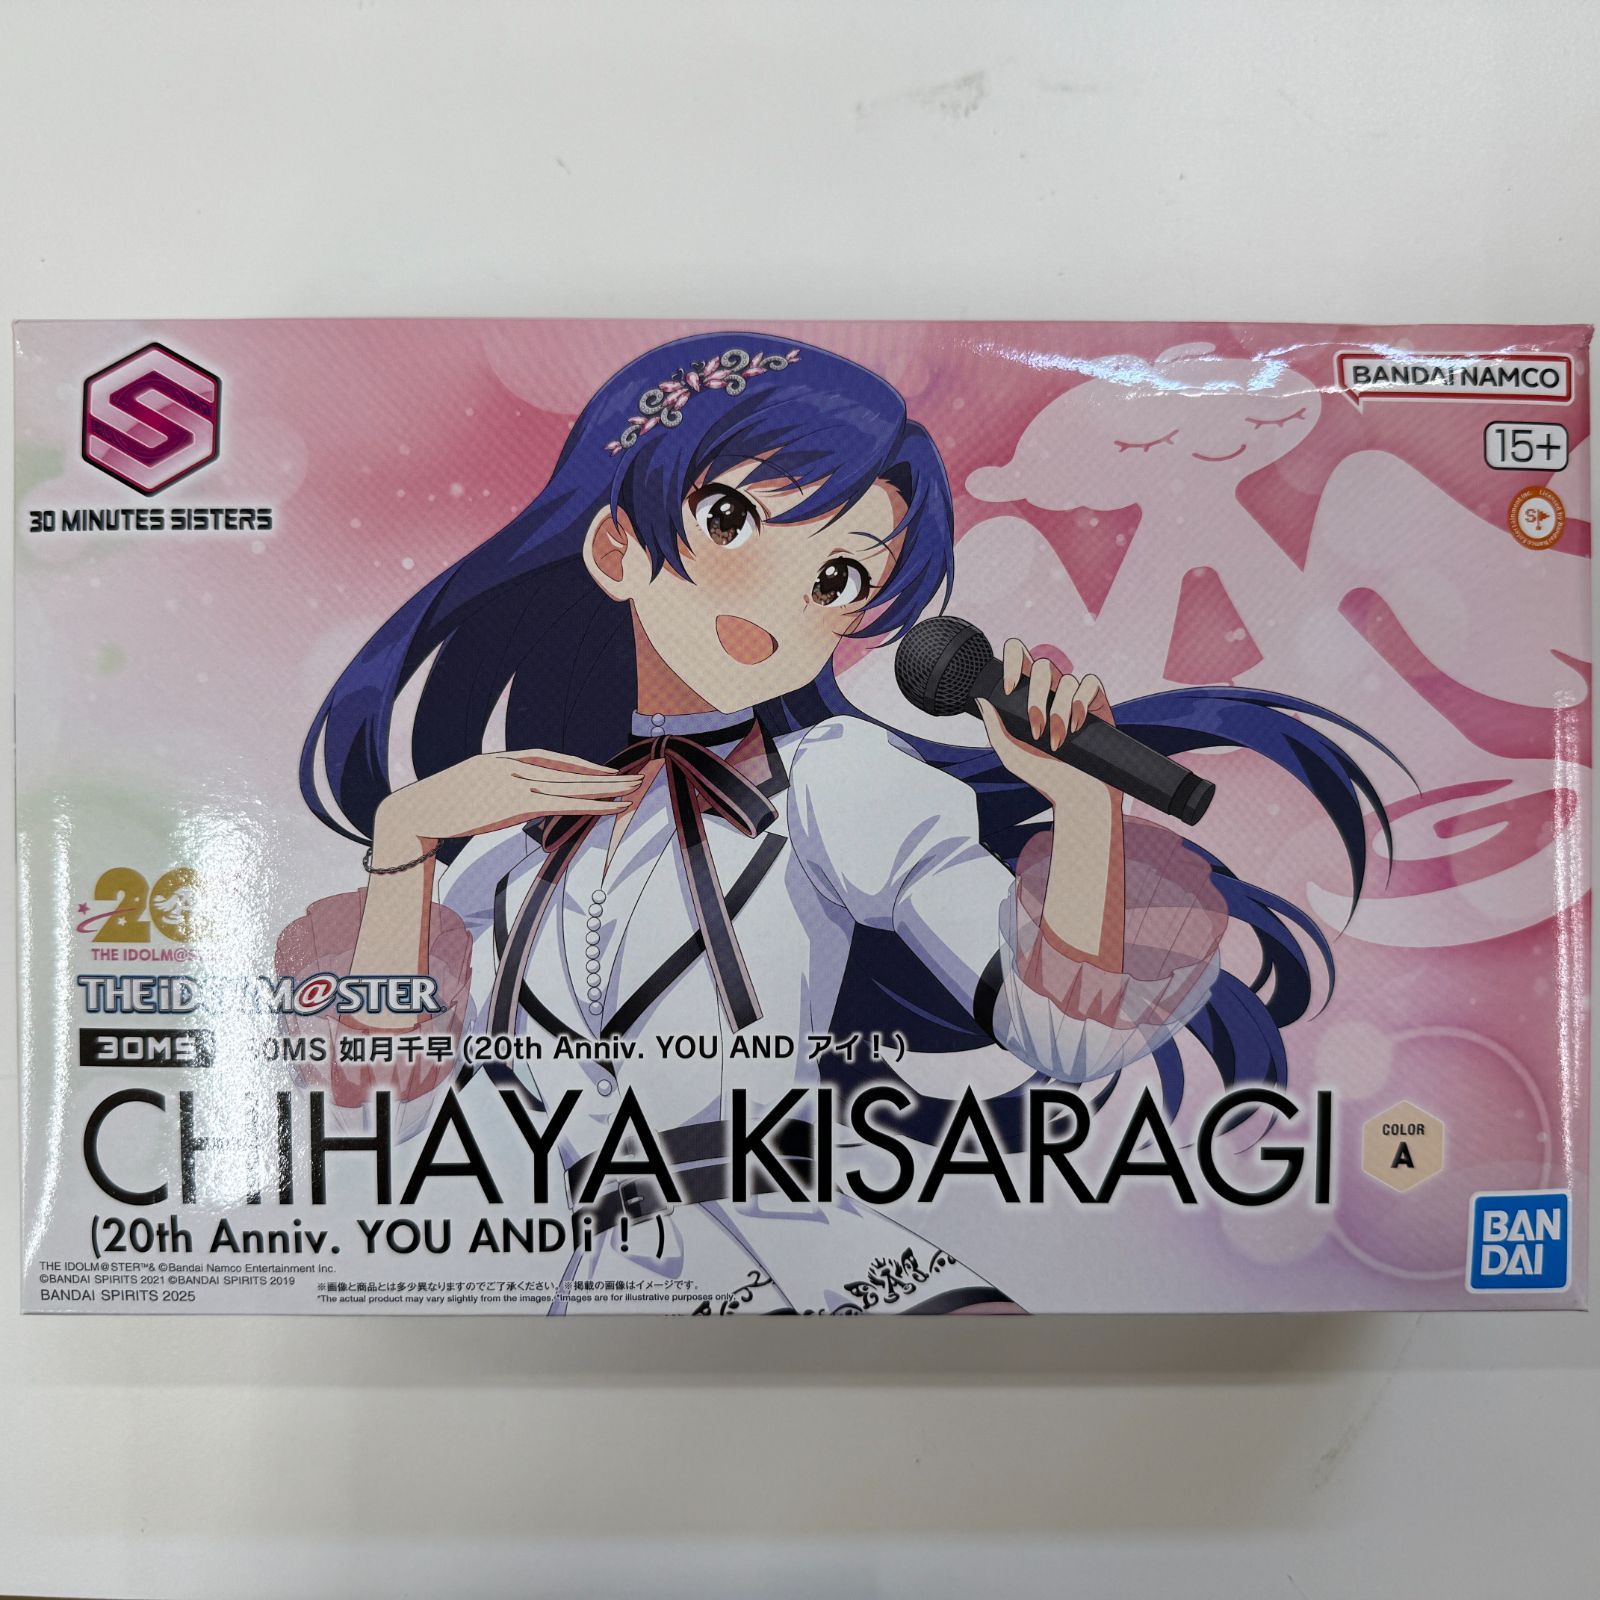 BANDAI NAMCO
15+
30 MINUTES SISTERS
20
THE IDOLM@S
THE iDOLM@STER
30MS 30MS 如月千早 (20th Anniv. YOU AND アイ！)
CHIHAYA KISARAGI
COLOR
A
(20th Anniv. YOU AND i！)
BAN
DAI
THE IDOLM@STER™& ©Bandai Namco Entertainment Inc.
©BANDAI SPIRITS 2021 ©BANDAI SPIRITS 2019
BANDAI SPIRITS 2025
※画像と商品とは多少異なりますのでご了承ください。※掲載の画像はイメージです。
*The actual product may vary slightly from the images. *Images are for illustrative purposes only.